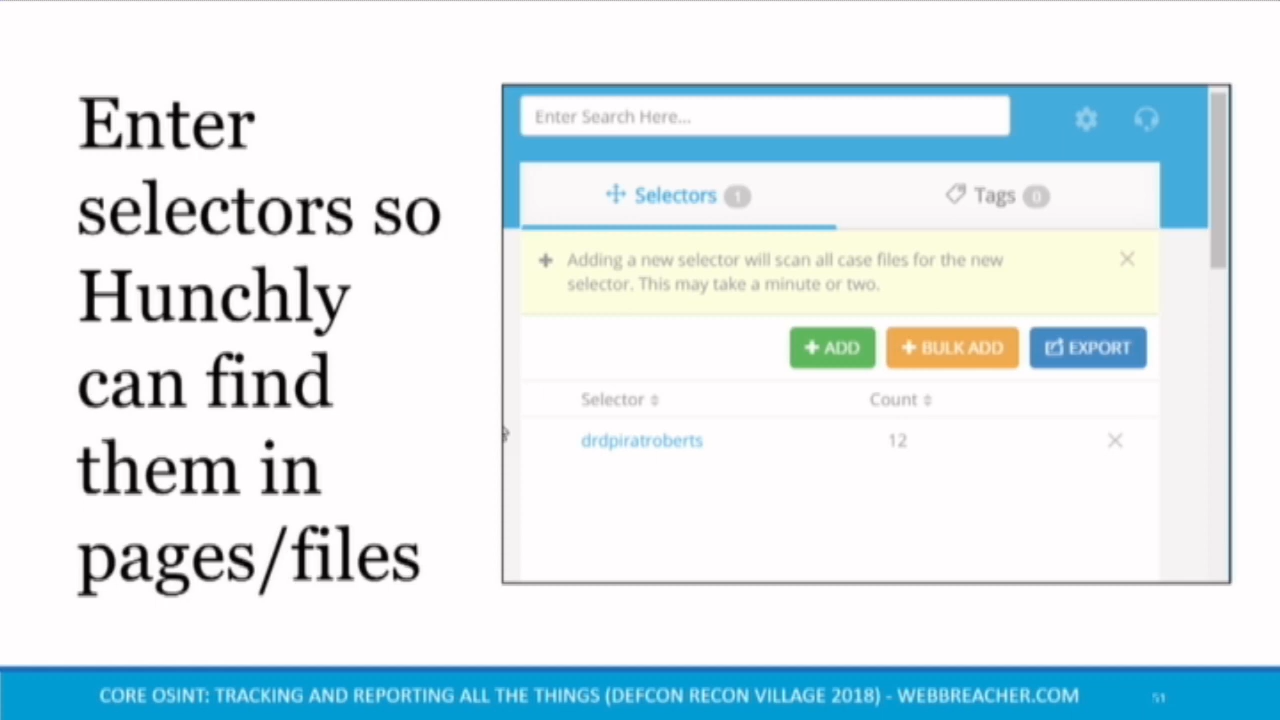 Enter
selectors so
Hunchly
can find
them in
pages/files
Enter Search Here...
Selectors 1
Tags 0
Adding a new selector will scan all case files for the new
selector. This may take a minute or two.
+ ADD
+ BULK ADD
EXPORT
Selector
Count
drdpiratroberts
12
CORE OSINT: TRACKING AND REPORTING ALL THE THINGS (DEFCON RECON VILLAGE 2018) - WEBBREACHER.COM
51